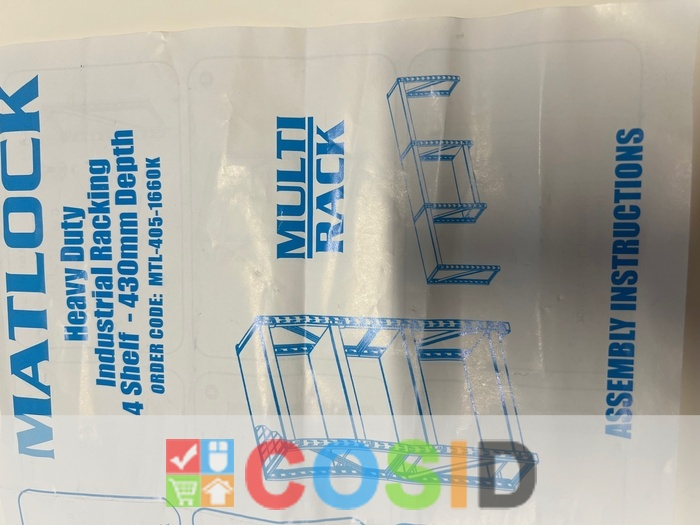 MATLOCK
Heavy Duty
Industrial Racking
4 Shelf - 430mm Depth
ORDER CODE: MTL-405-1660K
MULTI
RACK
ASSEMBLY INSTRUCTIONS
COSID